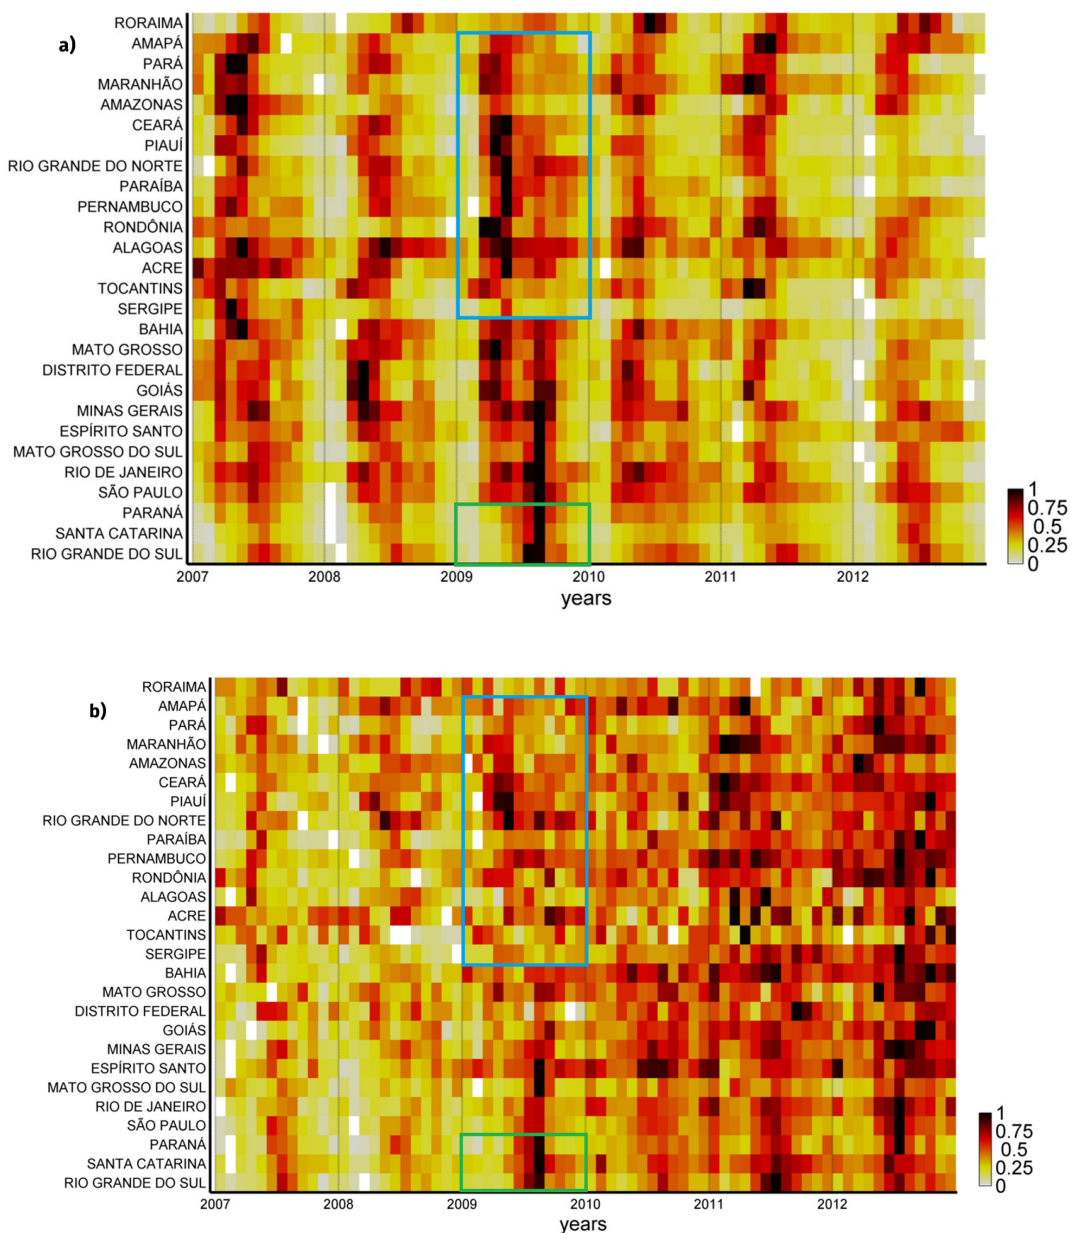 a)
RORAIMA
AMAPÁ
PARÁ
MARANHÃO
AMAZONAS
CEARÁ
PIAUÍ
RIO GRANDE DO NORTE
PARAÍBA
PERNAMBUCO
RONDÔNIA
ALAGOAS
ACRE
TOCANTINS
SERGIPE
BAHIA
MATO GROSSO
DISTRITO FEDERAL
GOIÁS
MINAS GERAIS
ESPÍRITO SANTO
MATO GROSSO DO SUL
RIO DE JANEIRO
SÃO PAULO
PARANÁ
SANTA CATARINA
RIO GRANDE DO SUL
2007 2008 2009 2010 2011 2012
years
1
0.75
0.5
0.25
0
b)
RORAIMA
AMAPÁ
PARÁ
MARANHÃO
AMAZONAS
CEARÁ
PIAUÍ
RIO GRANDE DO NORTE
PARAÍBA
PERNAMBUCO
RONDÔNIA
ALAGOAS
ACRE
TOCANTINS
SERGIPE
BAHIA
MATO GROSSO
DISTRITO FEDERAL
GOIÁS
MINAS GERAIS
ESPÍRITO SANTO
MATO GROSSO DO SUL
RIO DE JANEIRO
SÃO PAULO
PARANÁ
SANTA CATARINA
RIO GRANDE DO SUL
2007 2008 2009 2010 2011 2012
years
1
0.75
0.5
0.25
0